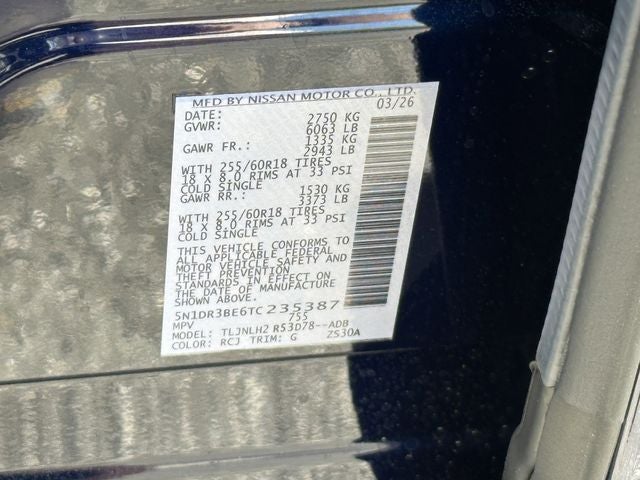 MFD BY NISSAN MOTOR CO., LTD.
DATE: 03/26
GVWR: 2750 KG
6063 LB
GAWR FR.: 1335 KG
2943 LB
WITH 255/60R18 TIRES
18 X 8.0 RIMS AT 33 PSI
COLD SINGLE
GAWR RR.: 1530 KG
3373 LB
WITH 255/60R18 TIRES
18 X 8.0 RIMS AT 33 PSI
COLD SINGLE
THIS VEHICLE CONFORMS TO
ALL APPLICABLE FEDERAL
MOTOR VEHICLE SAFETY AND
THEFT PREVENTION
STANDARDS IN EFFECT ON
THE DATE OF MANUFACTURE
SHOWN ABOVE.
5N1DR3BE6TC235387
MPV 755
MODEL: TLJNLH2 R53D78--ADB
COLOR: RCJ TRIM: G ZS30A